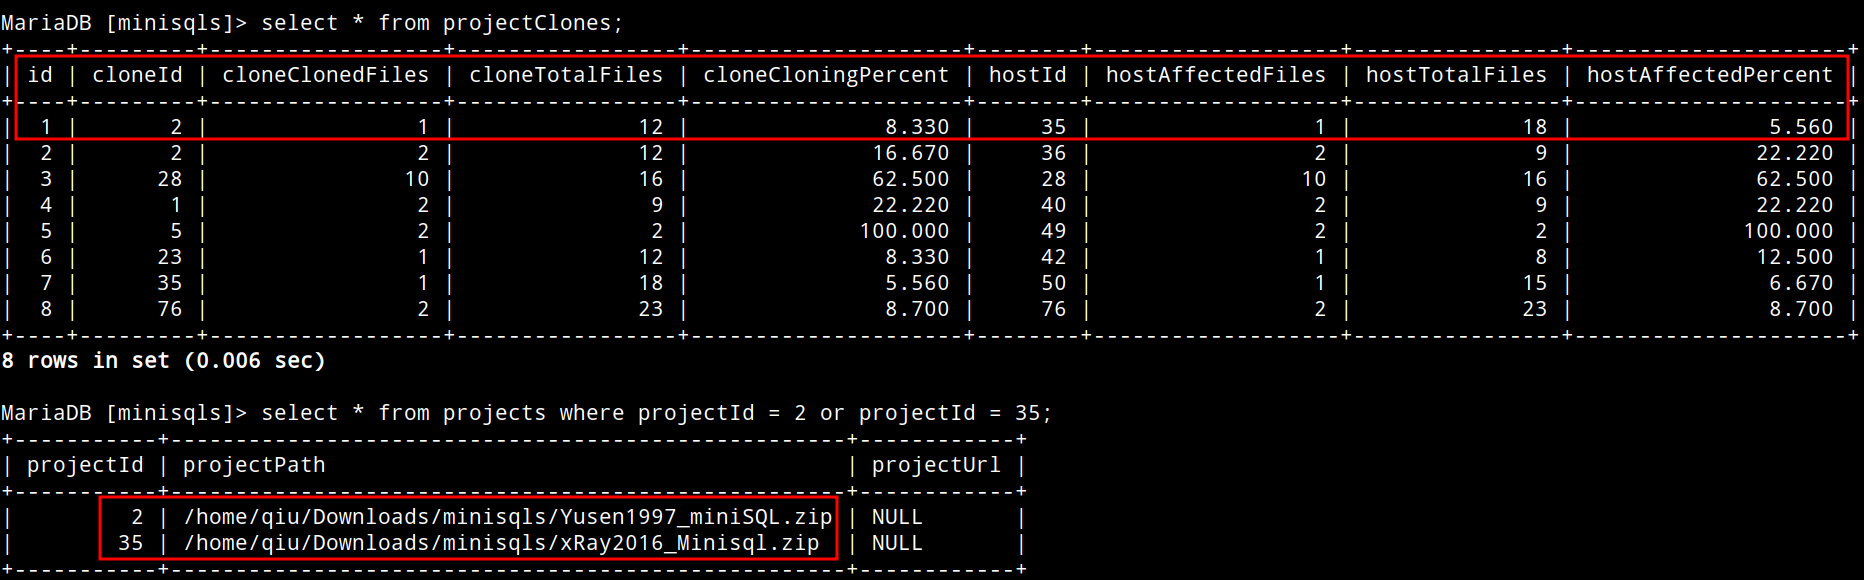 MariaDB [minisqls]> select * from projectClones;
+----+---------+------------------+-----------------+---------------------+--------+-------------------+----------------+---------------------+
| id | cloneId | cloneClonedFiles | cloneTotalFiles | cloneCloningPercent | hostId | hostAffectedFiles | hostTotalFiles | hostAffectedPercent |
+----+---------+------------------+-----------------+---------------------+--------+-------------------+----------------+---------------------+
|  1 |       2 |                1 |              12 |               8.330 |     35 |                 1 |             18 |               5.560 |
|  2 |       2 |                2 |              12 |              16.670 |     36 |                 2 |              9 |              22.220 |
|  3 |      28 |               10 |              16 |              62.500 |     28 |                10 |             16 |              62.500 |
|  4 |       1 |                2 |               9 |              22.220 |     40 |                 2 |              9 |              22.220 |
|  5 |       5 |                2 |               2 |             100.000 |     49 |                 2 |              2 |             100.000 |
|  6 |      23 |                1 |              12 |               8.330 |     42 |                 1 |              8 |              12.500 |
|  7 |      35 |                1 |              18 |               5.560 |     50 |                 1 |             15 |               6.670 |
|  8 |      76 |                2 |              23 |               8.700 |     76 |                 2 |             23 |               8.700 |
+----+---------+------------------+-----------------+---------------------+--------+-------------------+----------------+---------------------+
8 rows in set (0.006 sec)
MariaDB [minisqls]> select * from projects where projectId = 2 or projectId = 35;
+-----------+----------------------------------------------------+------------+
| projectId | projectPath                                        | projectUrl |
+-----------+----------------------------------------------------+------------+
|         2 | /home/qiu/Downloads/minisqls/Yusen1997_miniSQL.zip | NULL       |
|        35 | /home/qiu/Downloads/minisqls/xRay2016_Minisql.zip  | NULL       |
+-----------+----------------------------------------------------+------------+